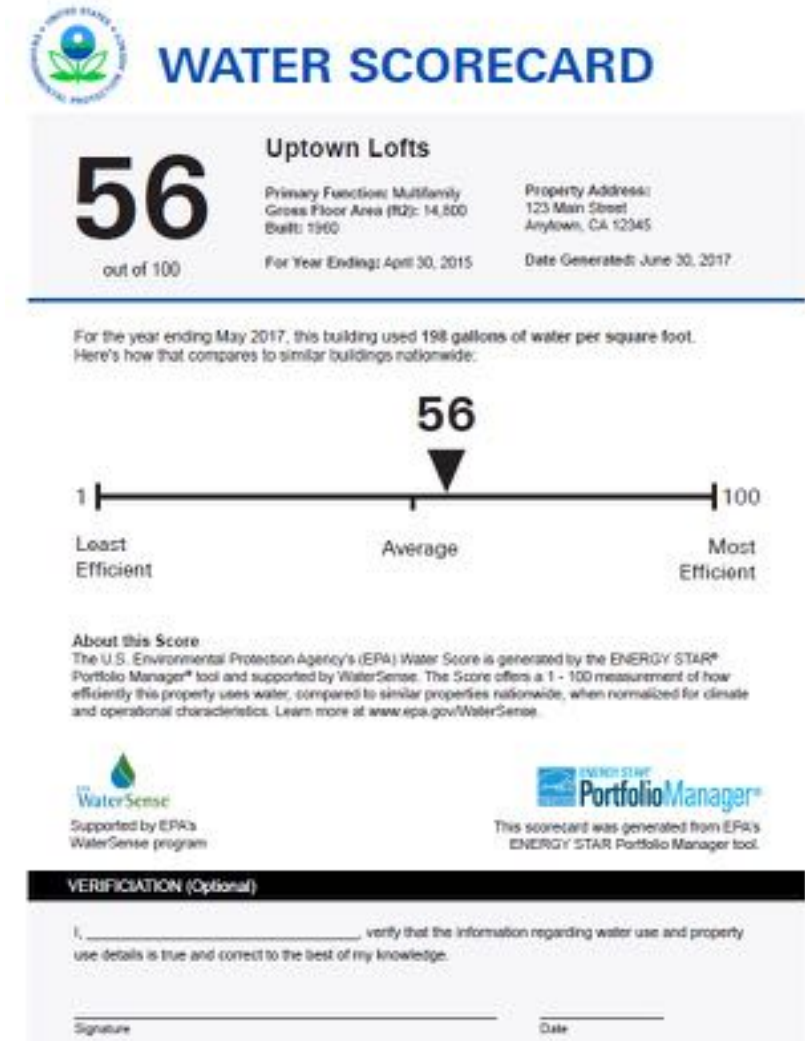 UNITED STATES
WATER SCORECARD
56
out of 100
Uptown Lofts
Primary Function: Multifamily
Gross Floor Area (ft2): 14,800
Built: 1960
For Year Ending: April 30, 2015
Property Address:
123 Main Street
Anytown, CA 12345
Date Generated: June 30, 2017
For the year ending May 2017, this building used 198 gallons of water per square foot.
Here's how that compares to similar buildings nationwide:
56
1
100
Least
Efficient
Average
Most
Efficient
About this Score
The U.S. Environmental Protection Agency's (EPA) Water Score is generated by the ENERGY STAR®
Portfolio Manager® tool and supported by WaterSense. The Score offers a 1 - 100 measurement of how
efficiently this property uses water, compared to similar properties nationwide, when normalized for climate
and operational characteristics. Learn more at www.epa.gov/WaterSense.
EPA
WaterSense
Supported by EPA's
WaterSense program
ENERGY STAR®
PortfolioManager®
This scorecard was generated from EPA's
ENERGY STAR Portfolio Manager tool.
VERIFICIATION (Optional)
I, ____________________, verify that the information regarding water use and property
use details is true and correct to the best of my knowledge.
Signature
Date